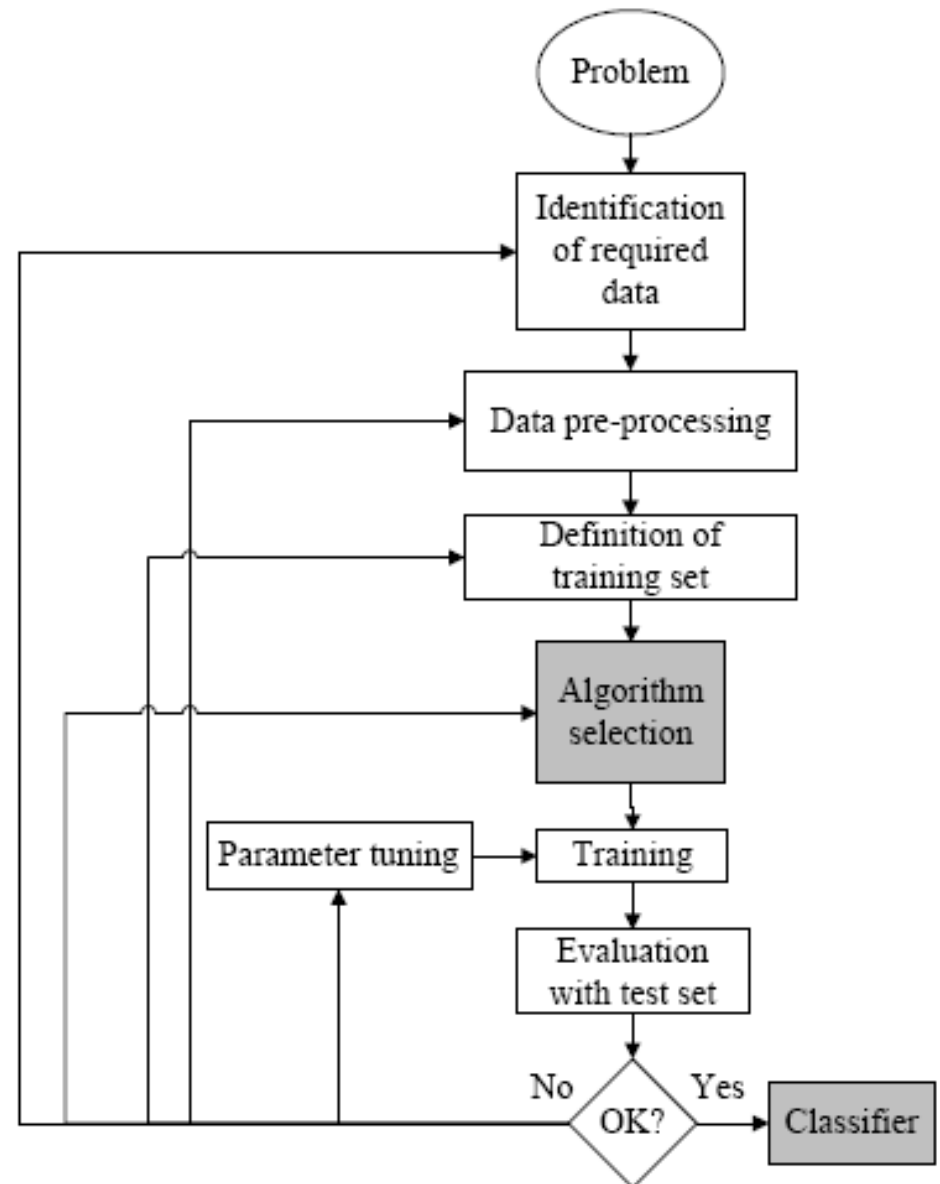 Problem
Identification
of required
data
Data pre-processing
Definition of
training set
Algorithm
selection
Parameter tuning
Training
Evaluation
with test set
No
OK?
Yes
Classifier